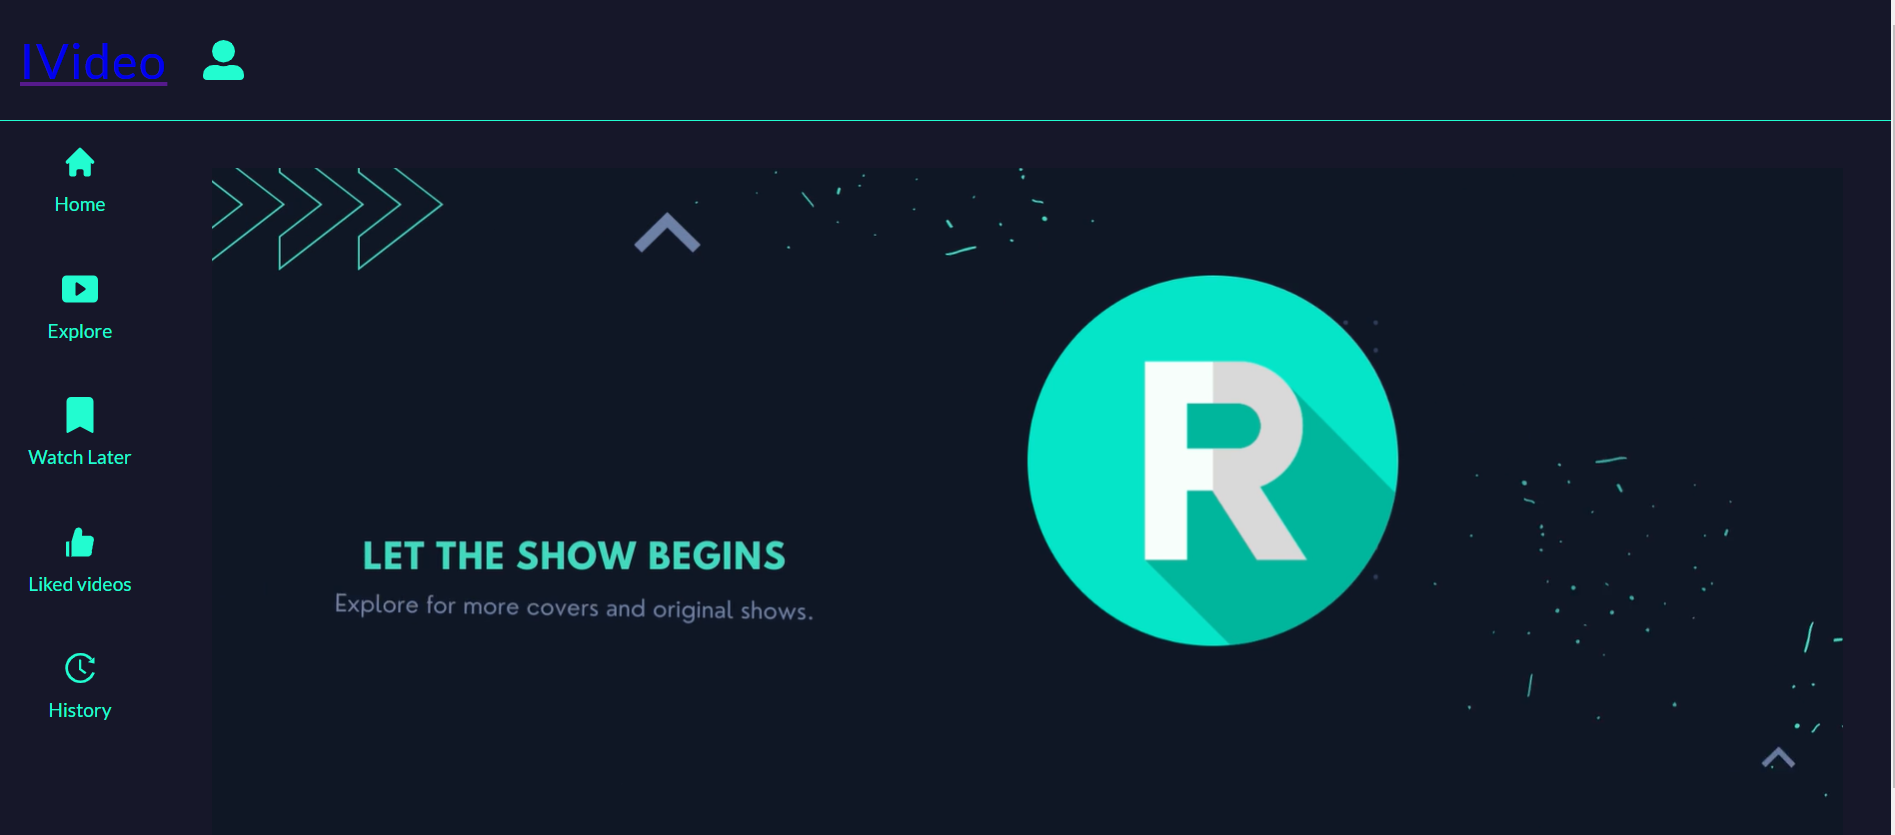 IVideo
Home
Explore
Watch Later
Liked videos
History
R
LET THE SHOW BEGINS
Explore for more covers and original shows.